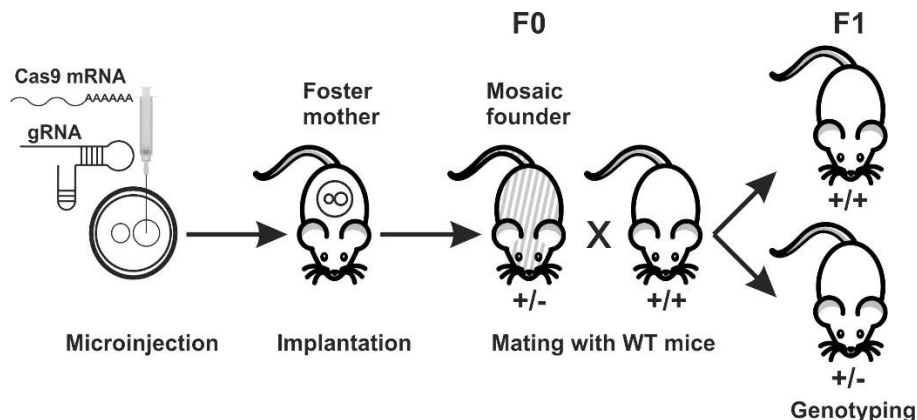 F0
F1
Cas9 mRNA
AAAAAA
gRNA
Foster
mother
Mosaic
founder
X
+/-
+/+
+/+
+/-
Microinjection
Implantation
Mating with WT mice
Genotyping